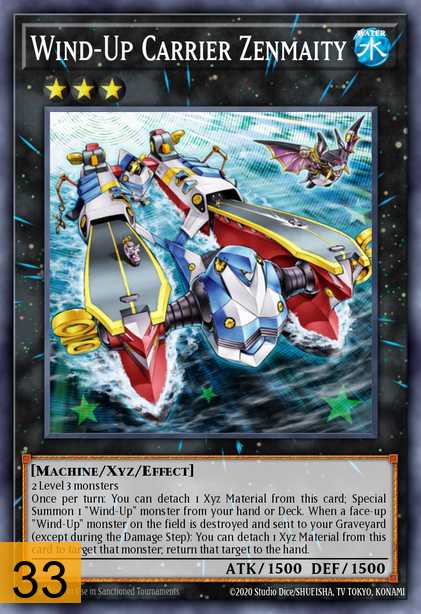 WIND-UP CARRIER ZENMAITY
WATER
水
[MACHINE/XYZ/EFFECT]
2 Level 3 monsters
Once per turn: You can detach 1 Xyz Material from this card; Special
Summon 1 "Wind-Up" monster from your hand or Deck. When a face-up
"Wind-Up" monster on the field is destroyed and sent to your Graveyard
(except during the Damage Step): You can detach 1 Xyz Material from this
card to target that monster; return that target to the hand.
ATK/1500 DEF/1500
33
Use in Sanctioned Tournaments
©2020 Studio Dice/SHUEISHA, TV TOKYO, KONAMI